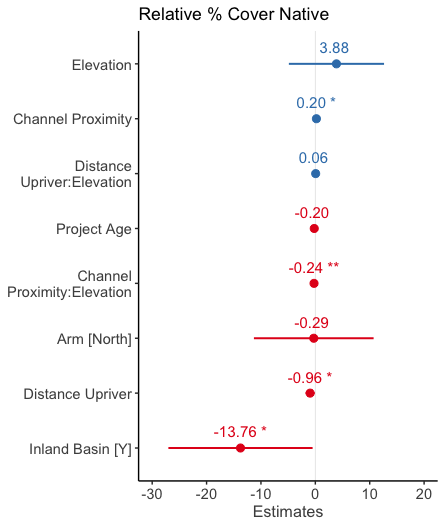 Relative % Cover Native
3.88
Elevation
0.20 *
Channel Proximity
0.06
Distance
Upriver:Elevation
-0.20
Project Age
-0.24 **
Channel
Proximity:Elevation
-0.29
Arm [North]
-0.96 *
Distance Upriver
-13.76 *
Inland Basin [Y]
-30 -20 -10 0 10 20
Estimates